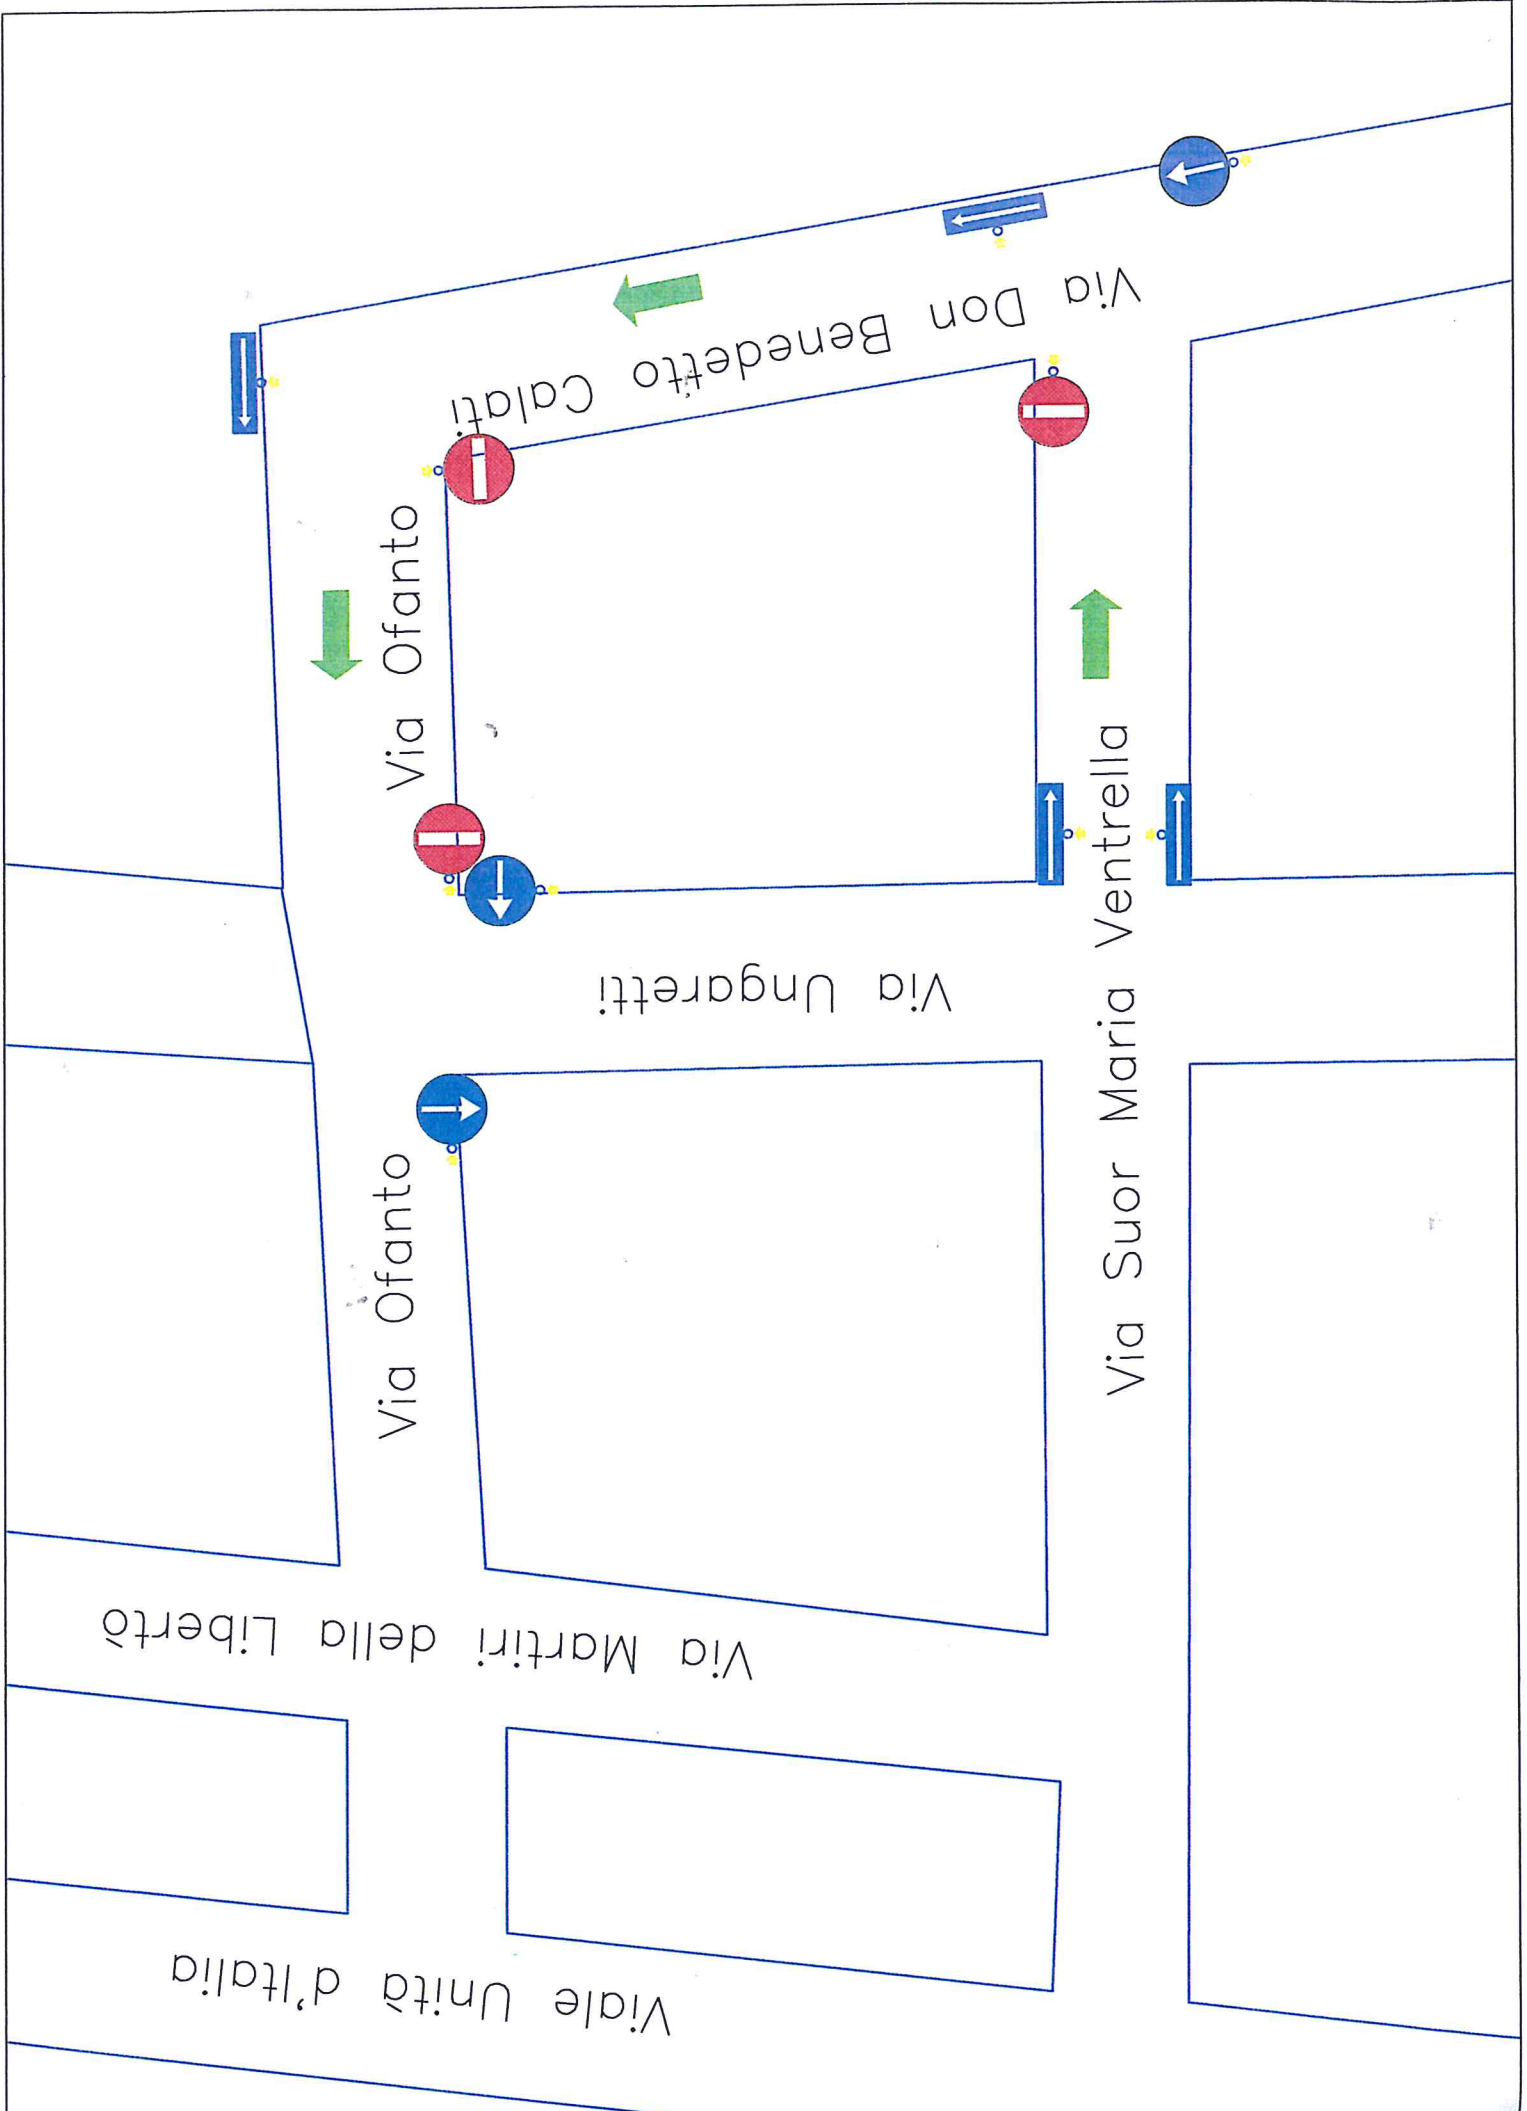 Via Don Benedetto Calati
Via Ofanto
Via Ungaretti
Via Suor Maria Ventrella
Via Ofanto
Via Martiri della Libertà
Viale Unità d'Italia